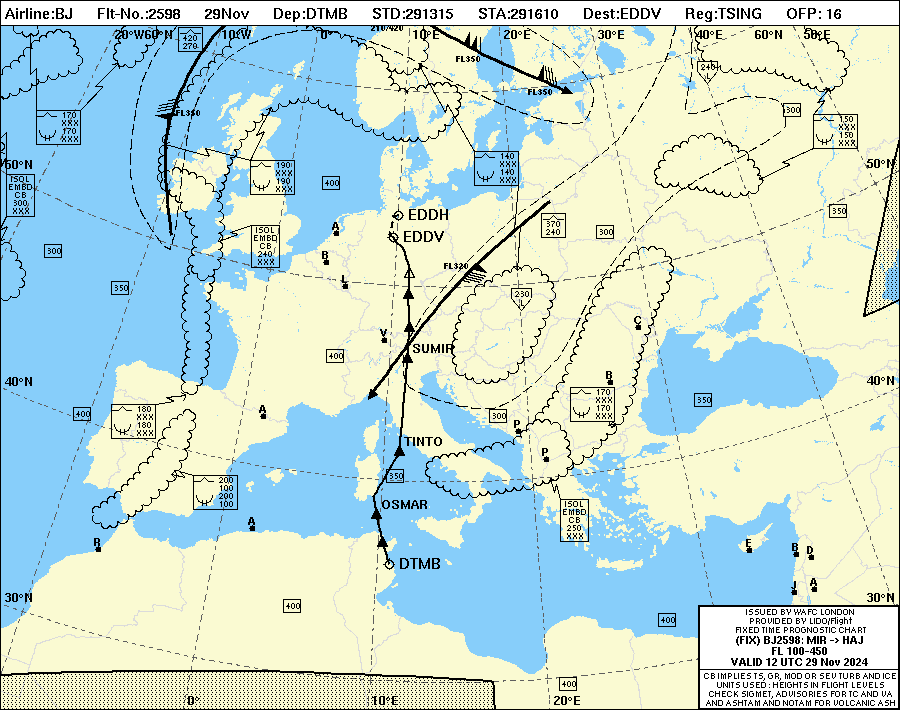 Airline:BJ Flt-No.:2598 29Nov Dep:DTMB STD:291315 STA:291610 Dest:EDDV Reg:TSING OFP: 16
20°W 60°N 10°W 0° 210/420 10°E 20°E 30°E 40°E 60°N 50°E
420
270
FL350
FL350
FL350
240
300
170
XXX
170
XXX
150
XXX
150
XXX
50°N
50°N
140
XXX
140
XXX
190
XXX
190
XXX
400
ISOL
EMBD
CB
300
XXX
350
EDDH
EDDV
370
240
300
A
ISOL
EMBD
CB
240
XXX
300
B
FL320
L
350
230
C
V
SUMIR
400
40°N
40°N
B
350
170
XXX
170
XXX
400
180
XXX
180
XXX
A
300
P
TINTO
P
350
200
100
200
100
OSMAR
ISOL
EMBD
CB
250
XXX
A
R
E
B
D
DTMB
J
A
30°N
30°N
400
400
400
0° 10°E 20°E
ISSUED BY WAFC LONDON
PROVIDED BY LIDO/Flight
FIXED TIME PROGNOSTIC CHART
(FIX) BJ2598: MIR -> HAJ
FL 100-450
VALID 12 UTC 29 Nov 2024
CB IMPLIES TS, GR, MOD OR SEV TURB AND ICE
UNITS USED : HEIGHTS IN FLIGHT LEVELS
CHECK SIGMET, ADVISORIES FOR TC AND VA
AND ASHTAM AND NOTAM FOR VOLCANIC ASH